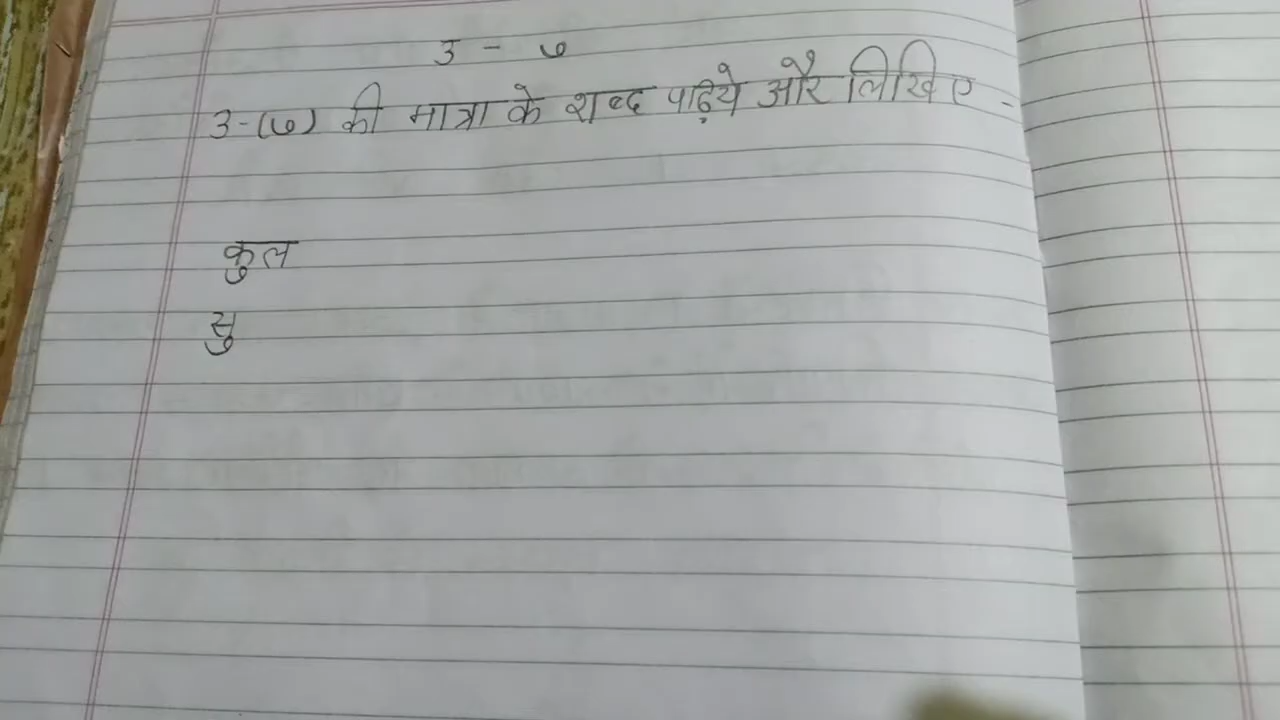 उ - ु
उ-(ु) की मात्रा के शब्द पढ़िये और लिखिए -
कुल
सु